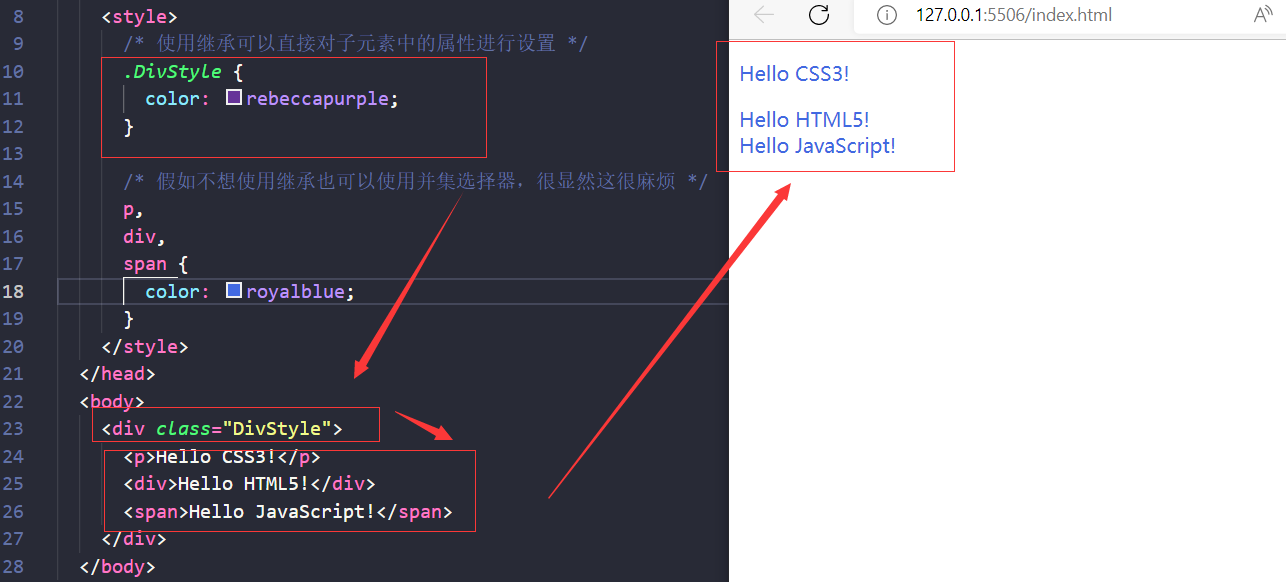 8 <style>
9 /* 使用继承可以直接对子元素中的属性进行设置 */
10 .DivStyle {
11 color: rebeccapurple;
12 }
13
14 /* 假如不想使用继承也可以使用并集选择器，很显然这很麻烦 */
15 p,
16 div,
17 span {
18 color: royalblue;
19 }
20 </style>
21 </head>
22 <body>
23 <div class="DivStyle">
24 <p>Hello CSS3!</p>
25 <div>Hello HTML5!</div>
26 <span>Hello JavaScript!</span>
27 </div>
28 </body>
127.0.0.1:5506/index.html
A
Hello CSS3!
Hello HTML5!
Hello JavaScript!